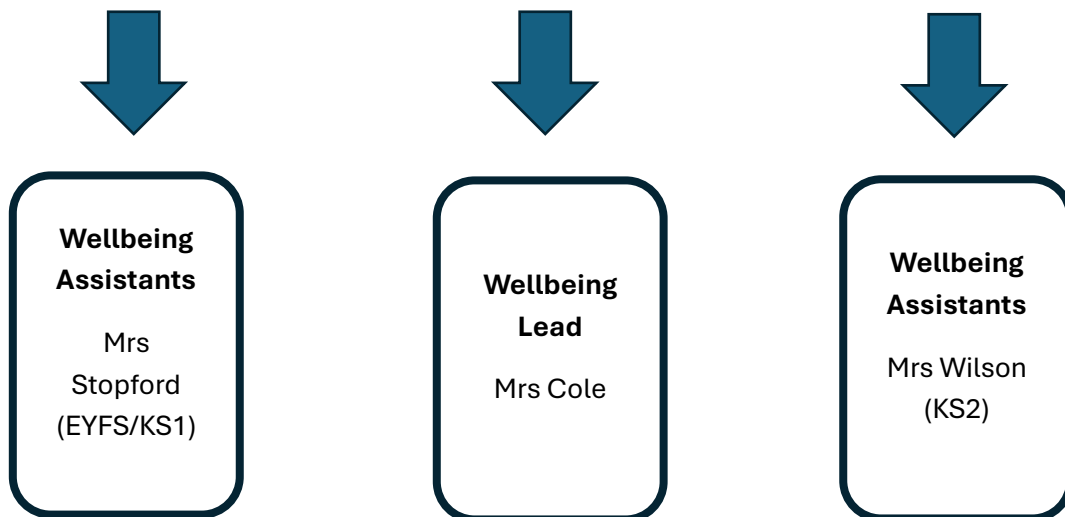 Wellbeing
Assistants
Mrs
Stopford
(EYFS/KS1)
Wellbeing
Lead
Mrs Cole
Wellbeing
Assistants
Mrs Wilson
(KS2)